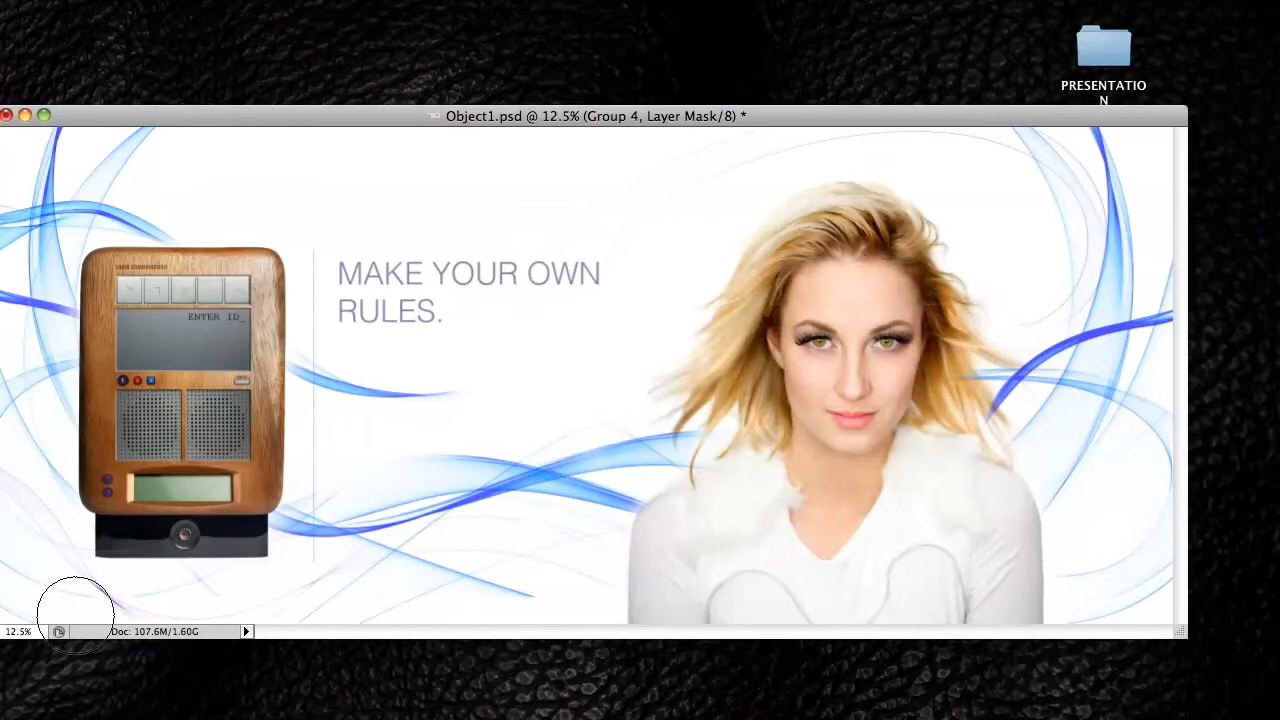 PRESENTATIO
N
Object1.psd @ 12.5% (Group 4, Layer Mask/8) *
ENTER ID_
MAKE YOUR OWN
RULES.
12.5%
Doc: 107.6M/1.60G